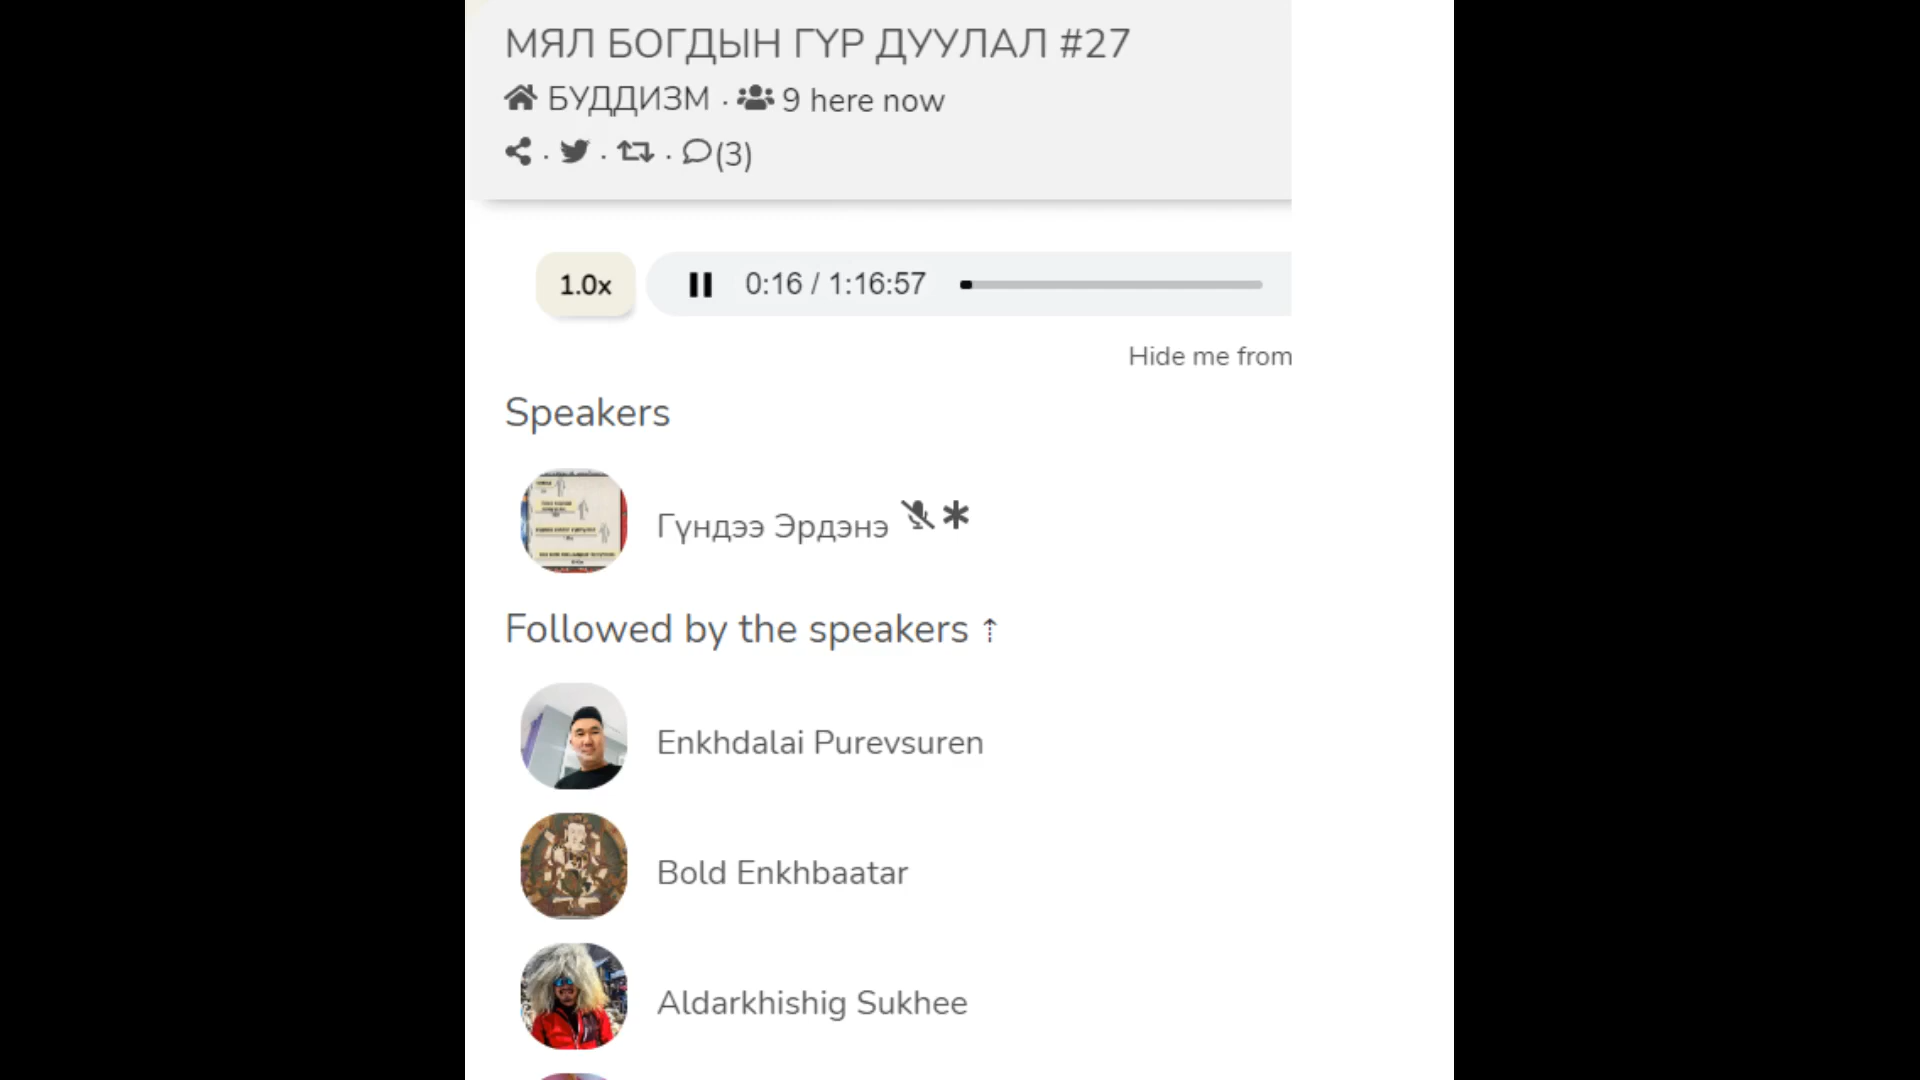 МЯЛ БОГДЫН ГҮР ДУУЛАЛ #27
БУДДИЗМ · 9 here now
· · · (3)
1.0x 0:16 / 1:16:57
Hide me from
Speakers
Гүндээ Эрдэнэ
Followed by the speakers ⇡
Enkhdalai Purevsuren
Bold Enkhbaatar
Aldarkhishig Sukhee